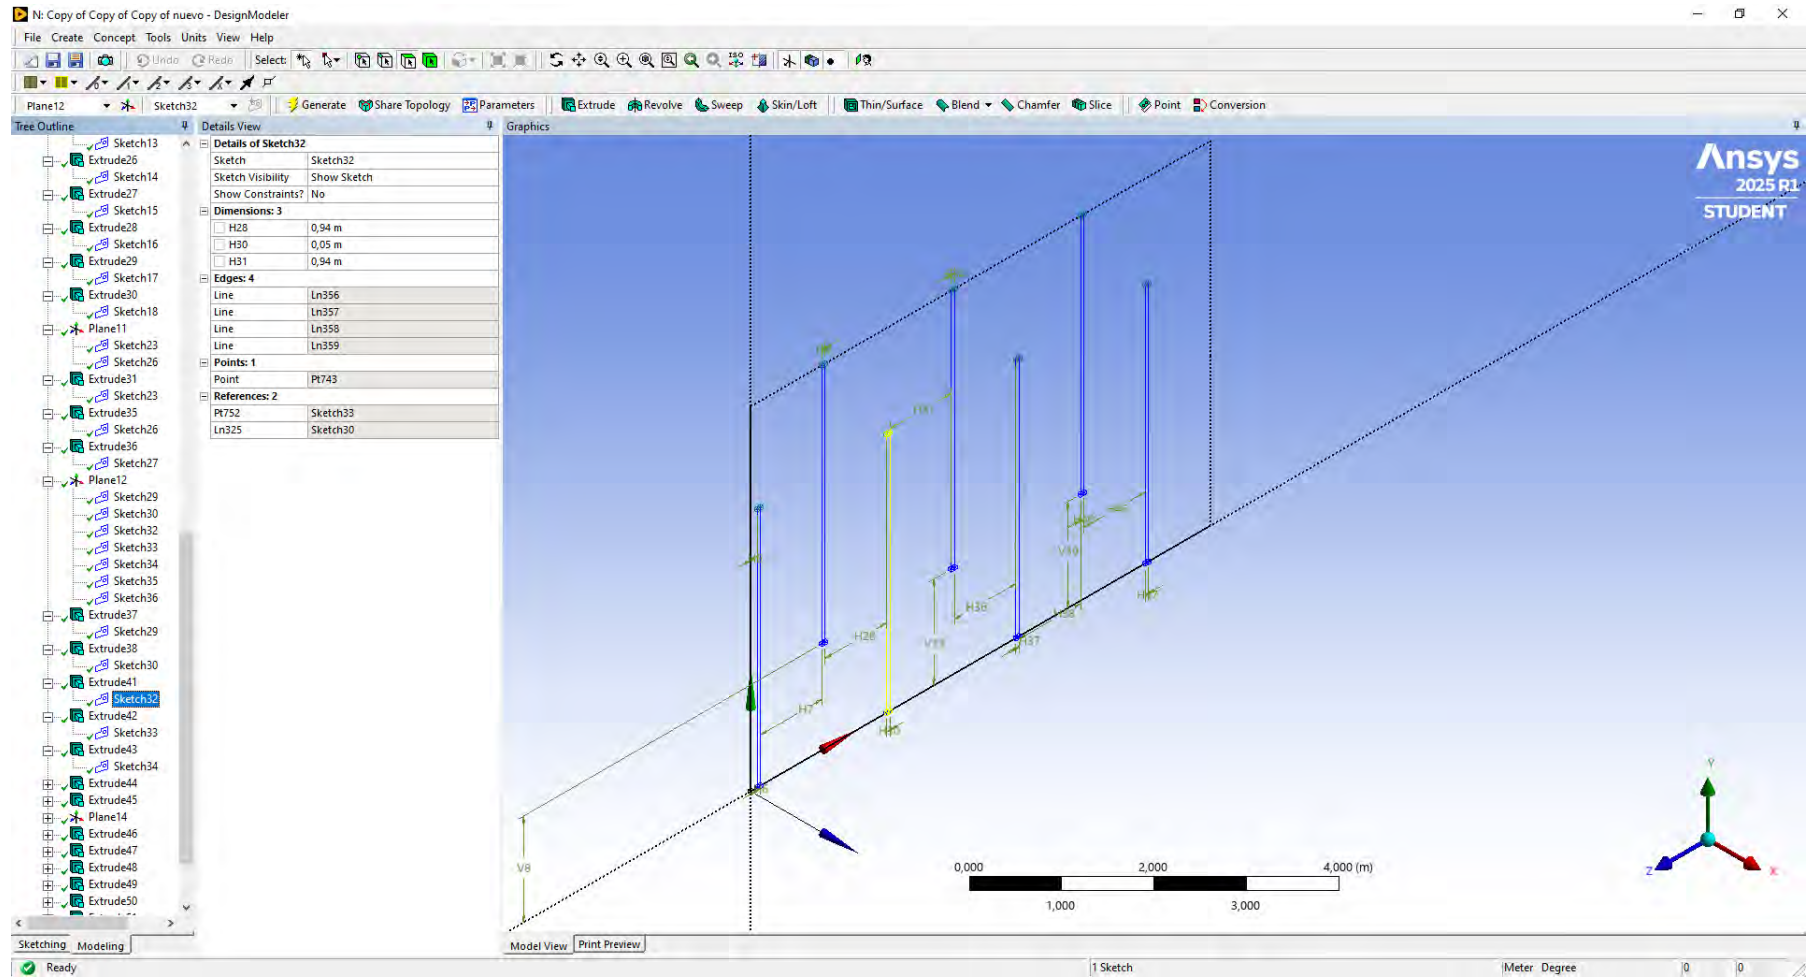 N: Copy of Copy of Copy of nuevo - DesignModeler
File Create Concept Tools Units View Help
Undo Redo Select: ISO
Plane12 Sketch32 Generate Share Topology Parameters Extrude Revolve Sweep Skin/Loft Thin/Surface Blend Chamfer Slice Point Conversion
Tree Outline
Sketch13
Extrude26
Sketch14
Extrude27
Sketch15
Extrude28
Sketch16
Extrude29
Sketch17
Extrude30
Sketch18
Plane11
Sketch23
Sketch26
Extrude31
Sketch23
Extrude35
Sketch26
Extrude36
Sketch27
Plane12
Sketch29
Sketch30
Sketch32
Sketch33
Sketch34
Sketch35
Sketch36
Extrude37
Sketch29
Extrude38
Sketch30
Extrude41
Sketch32
Extrude42
Sketch33
Extrude43
Sketch34
Extrude44
Extrude45
Plane14
Extrude46
Extrude47
Extrude48
Extrude49
Extrude50
Sketching Modeling
Details View
Details of Sketch32
Sketch Sketch32
Sketch Visibility Show Sketch
Show Constraints? No
Dimensions: 3
H28 0,94 m
H30 0,05 m
H31 0,94 m
Edges: 4
Line Ln356
Line Ln357
Line Ln358
Line Ln359
Points: 1
Point Pt743
References: 2
Pt752 Sketch33
Ln325 Sketch30
Graphics
Ansys
2025 R1
STUDENT
H28
H7
V8
H36
H37
0,000 2,000 4,000 (m)
1,000 3,000
Y
Z X
Model View Print Preview
Ready 1 Sketch Meter Degree 0 0